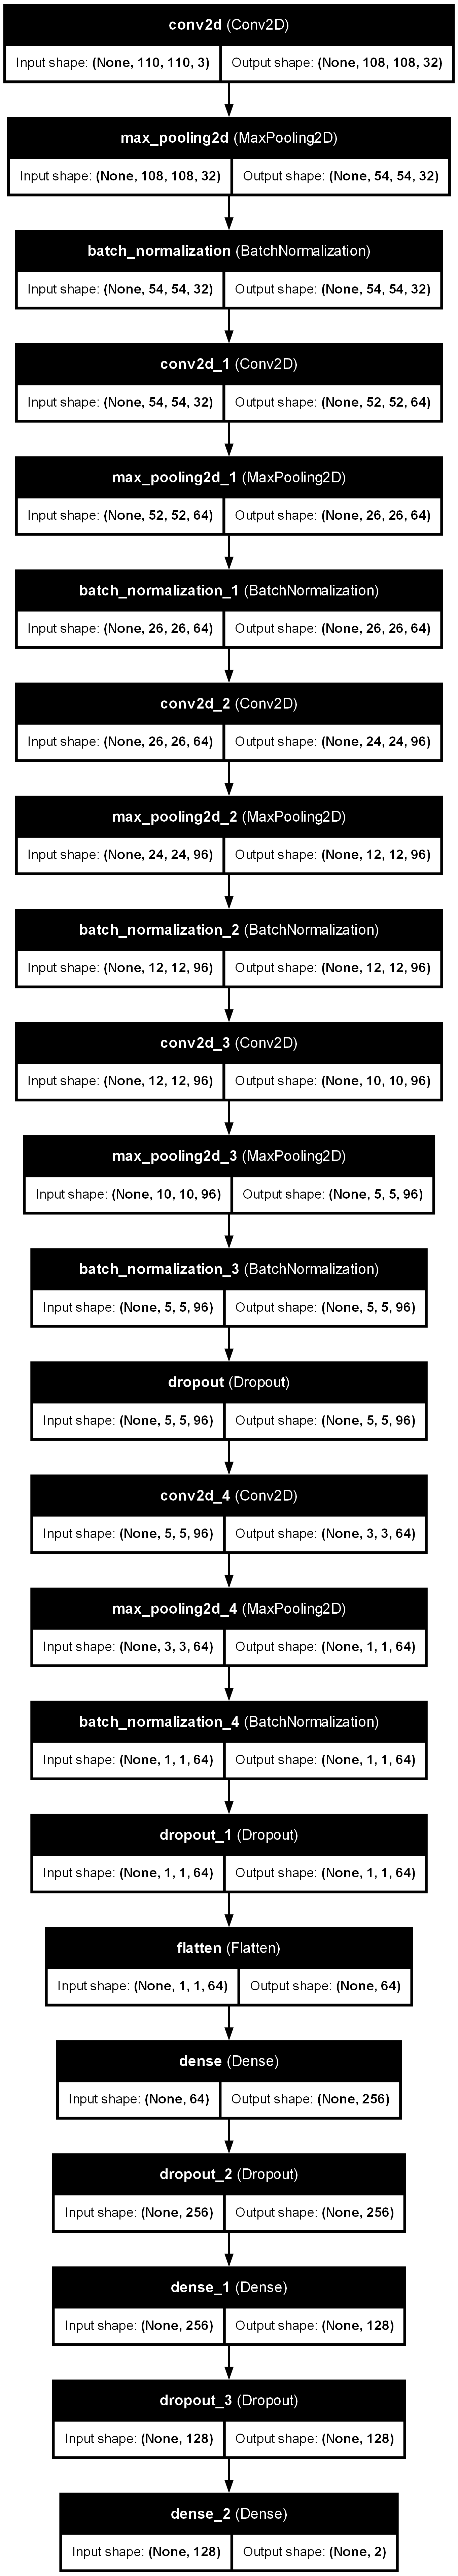 conv2d (Conv2D)
Input shape: (None, 110, 110, 3) Output shape: (None, 108, 108, 32)
max_pooling2d (MaxPooling2D)
Input shape: (None, 108, 108, 32) Output shape: (None, 54, 54, 32)
batch_normalization (BatchNormalization)
Input shape: (None, 54, 54, 32) Output shape: (None, 54, 54, 32)
conv2d_1 (Conv2D)
Input shape: (None, 54, 54, 32) Output shape: (None, 52, 52, 64)
max_pooling2d_1 (MaxPooling2D)
Input shape: (None, 52, 52, 64) Output shape: (None, 26, 26, 64)
batch_normalization_1 (BatchNormalization)
Input shape: (None, 26, 26, 64) Output shape: (None, 26, 26, 64)
conv2d_2 (Conv2D)
Input shape: (None, 26, 26, 64) Output shape: (None, 24, 24, 96)
max_pooling2d_2 (MaxPooling2D)
Input shape: (None, 24, 24, 96) Output shape: (None, 12, 12, 96)
batch_normalization_2 (BatchNormalization)
Input shape: (None, 12, 12, 96) Output shape: (None, 12, 12, 96)
conv2d_3 (Conv2D)
Input shape: (None, 12, 12, 96) Output shape: (None, 10, 10, 96)
max_pooling2d_3 (MaxPooling2D)
Input shape: (None, 10, 10, 96) Output shape: (None, 5, 5, 96)
batch_normalization_3 (BatchNormalization)
Input shape: (None, 5, 5, 96) Output shape: (None, 5, 5, 96)
dropout (Dropout)
Input shape: (None, 5, 5, 96) Output shape: (None, 5, 5, 96)
conv2d_4 (Conv2D)
Input shape: (None, 5, 5, 96) Output shape: (None, 3, 3, 64)
max_pooling2d_4 (MaxPooling2D)
Input shape: (None, 3, 3, 64) Output shape: (None, 1, 1, 64)
batch_normalization_4 (BatchNormalization)
Input shape: (None, 1, 1, 64) Output shape: (None, 1, 1, 64)
dropout_1 (Dropout)
Input shape: (None, 1, 1, 64) Output shape: (None, 1, 1, 64)
flatten (Flatten)
Input shape: (None, 1, 1, 64) Output shape: (None, 64)
dense (Dense)
Input shape: (None, 64) Output shape: (None, 256)
dropout_2 (Dropout)
Input shape: (None, 256) Output shape: (None, 256)
dense_1 (Dense)
Input shape: (None, 256) Output shape: (None, 128)
dropout_3 (Dropout)
Input shape: (None, 128) Output shape: (None, 128)
dense_2 (Dense)
Input shape: (None, 128) Output shape: (None, 2)